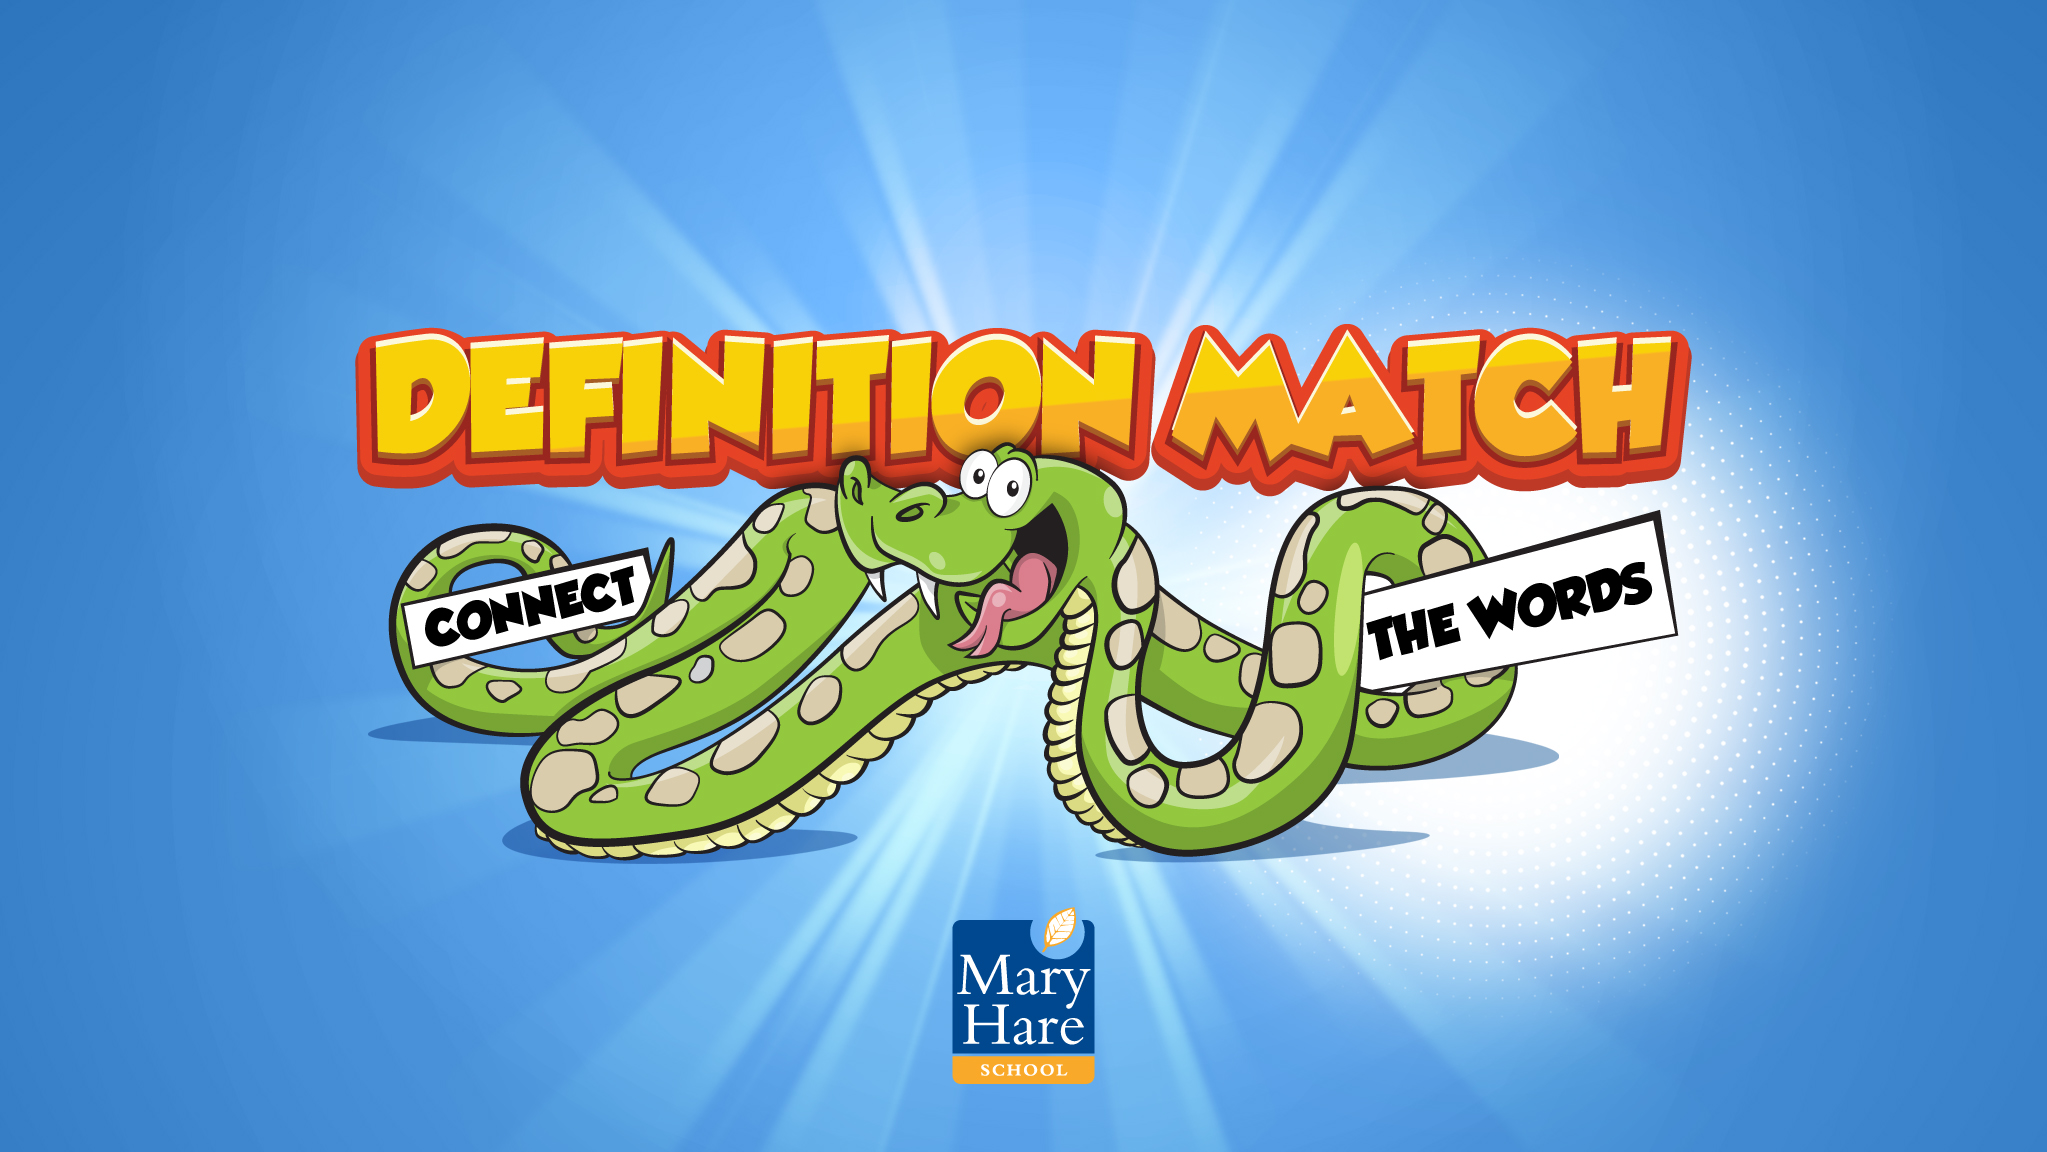 DEFINITION MATCH
CONNECT
THE WORDS
Mary
Hare
SCHOOL